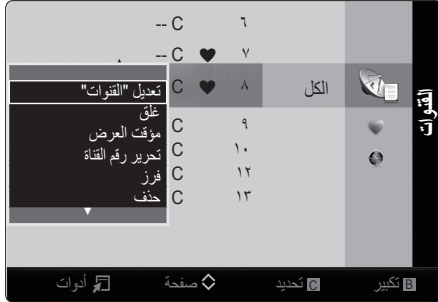 القنوات
الكل
٦ C --
٧ ♥ C --
٨ ♥ C
٩ C
١٠ C
١٢ C
١٣ C
تعديل "القنوات"
غلق
مؤقت العرض
تحرير رقم القناة
فرز
حذف
B تكبير C تحديد صفحة أدوات